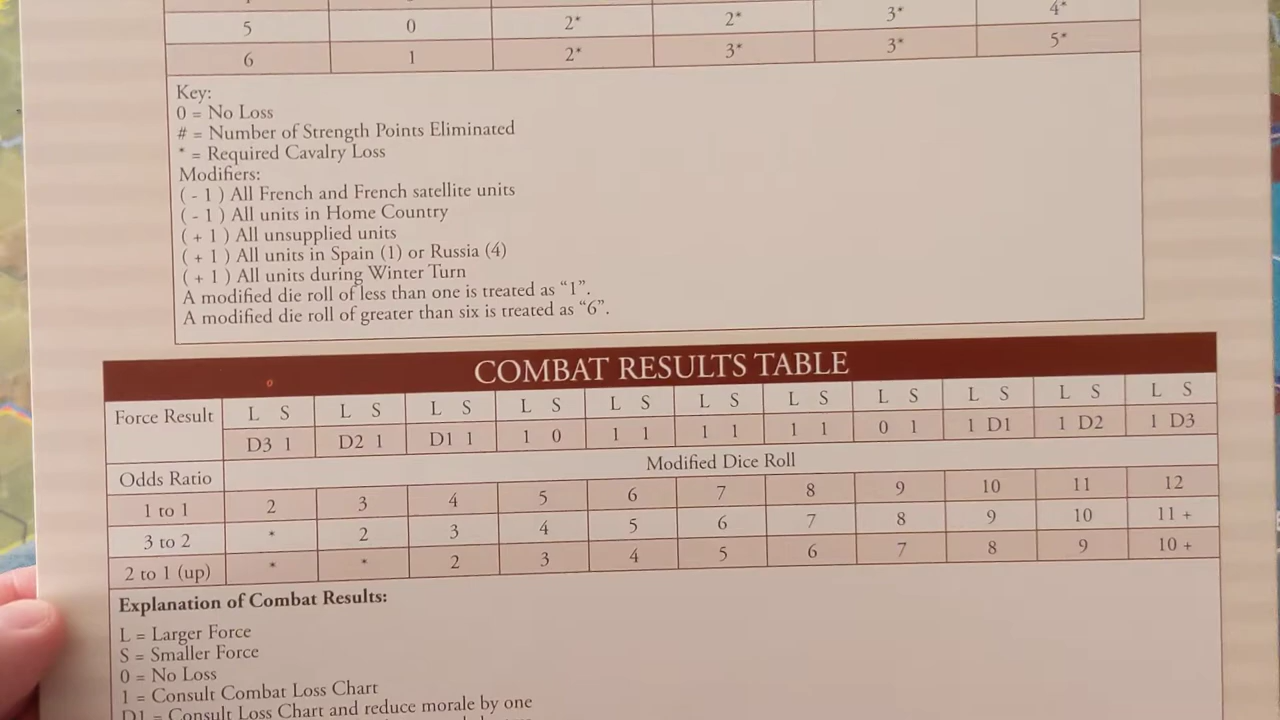 5 0 2* 2* 3* 4*
6 1 2* 3* 3* 5*
Key:
0 = No Loss
# = Number of Strength Points Eliminated
* = Required Cavalry Loss
Modifiers:
( - 1 ) All French and French satellite units
( - 1 ) All units in Home Country
( + 1 ) All unsupplied units
( + 1 ) All units in Spain (1) or Russia (4)
( + 1 ) All units during Winter Turn
A modified die roll of less than one is treated as “1”.
A modified die roll of greater than six is treated as “6”.
COMBAT RESULTS TABLE
Force Result L S L S L S L S L S L S L S L S L S L S L S
D3 1 D2 1 D1 1 1 0 1 1 1 1 1 1 0 1 1 D1 1 D2 1 D3
Odds Ratio Modified Dice Roll
1 to 1 2 3 4 5 6 7 8 9 10 11 12
3 to 2 * 2 3 4 5 6 7 8 9 10 11 +
2 to 1 (up) * * 2 3 4 5 6 7 8 9 10 +
Explanation of Combat Results:
L = Larger Force
S = Smaller Force
0 = No Loss
1 = Consult Combat Loss Chart
D1 = Consult Loss Chart and reduce morale by one